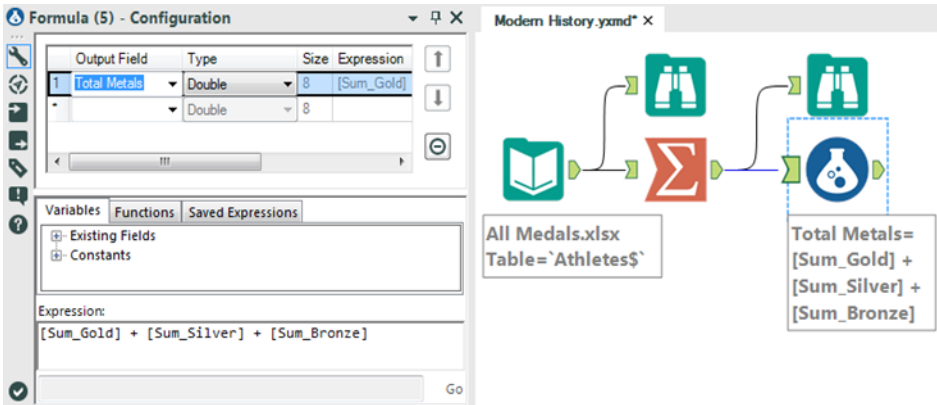 Formula (5) - Configuration
Output Field Type Size Expression
1 Total Metals Double 8 [Sum_Gold]
* Double 8
Variables Functions Saved Expressions
Existing Fields
Constants
Expression:
[Sum_Gold] + [Sum_Silver] + [Sum_Bronze]
Go
Modern History.yxmd*
All Medals.xlsx
Table=`Athletes$`
Total Metals=
[Sum_Gold] +
[Sum_Silver] +
[Sum_Bronze]